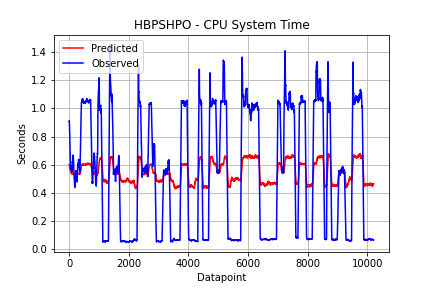 HBPSHPO - CPU System Time
Predicted
Observed
1.4
1.2
1.0
0.8
0.6
0.4
0.2
0.0
Seconds
0 2000 4000 6000 8000 10000
Datapoint